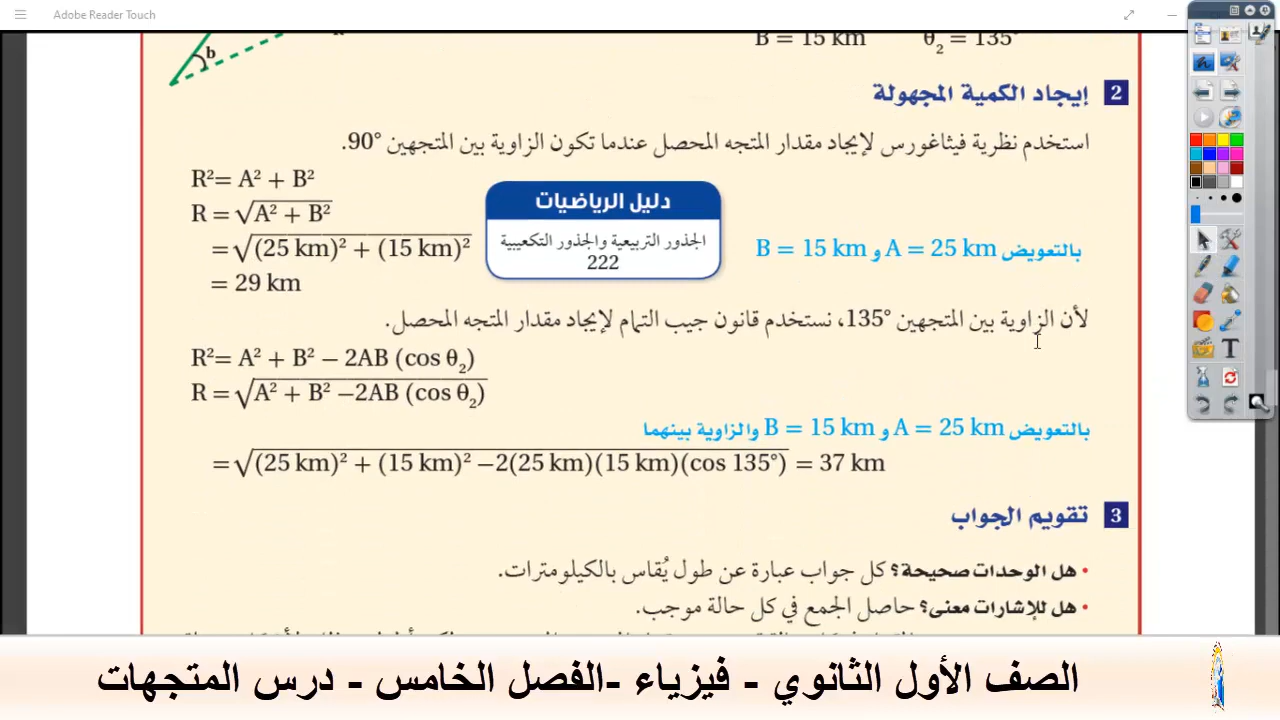 Adobe Reader Touch
b
B = 15 km θ₂ = 135°
2 إيجاد الكمية المجهولة
استخدم نظرية فيثاغورس لإيجاد مقدار المتجه المحصل عندما تكون الزاوية بين المتجهين 90°.
R²= A² + B²
R = √(A² + B²)
دليل الرياضيات
الجذور التربيعية والجذور التكعيبية
222
بالتعويض A = 25 km و B = 15 km
= √((25 km)² + (15 km)²)
= 29 km
لأن الزاوية بين المتجهين 135°، نستخدم قانون جيب التمام لإيجاد مقدار المتجه المحصل.
R²= A² + B² – 2AB (cos θ₂)
R = √(A² + B² –2AB (cos θ₂))
بالتعويض A = 25 km و B = 15 km والزاوية بينهما
= √((25 km)² + (15 km)² –2(25 km)(15 km)(cos 135°)) = 37 km
3 تقويم الجواب
• هل الوحدات صحيحة؟ كل جواب عبارة عن طول يُقاس بالكيلومترات.
• هل للإشارات معنى؟ حاصل الجمع في كل حالة موجب.
الصف الأول الثانوي - فيزياء -الفصل الخامس - درس المتجهات